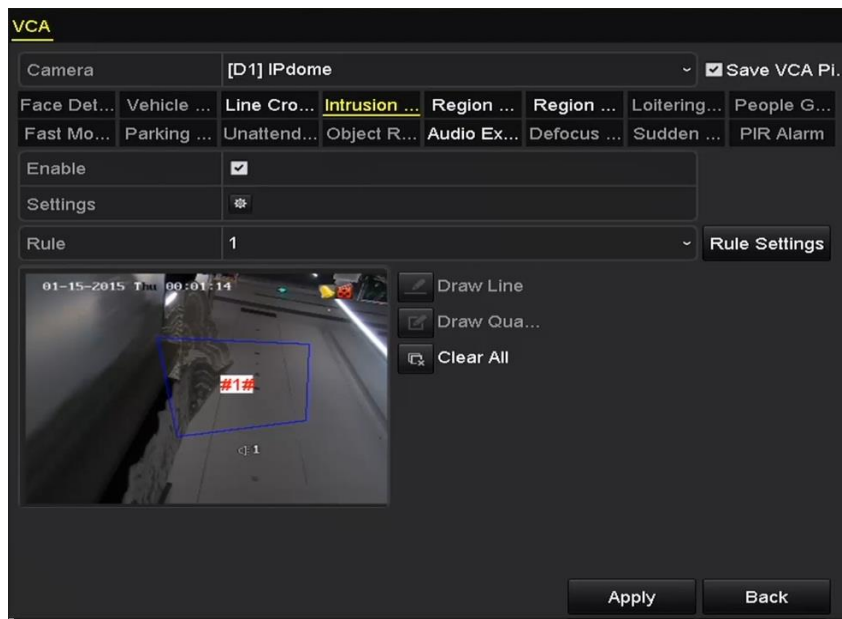 VCA
Camera [D1] IPdome Save VCA Pi.
Face Det... Vehicle ... Line Cro... Intrusion ... Region ... Region ... Loitering... People G...
Fast Mo... Parking ... Unattend... Object R... Audio Ex... Defocus ... Sudden ... PIR Alarm
Enable
Settings
Rule 1 Rule Settings
01-15-2015 Thu 00:01:14
Draw Line
Draw Qua...
Clear All
#1#
1
Apply Back